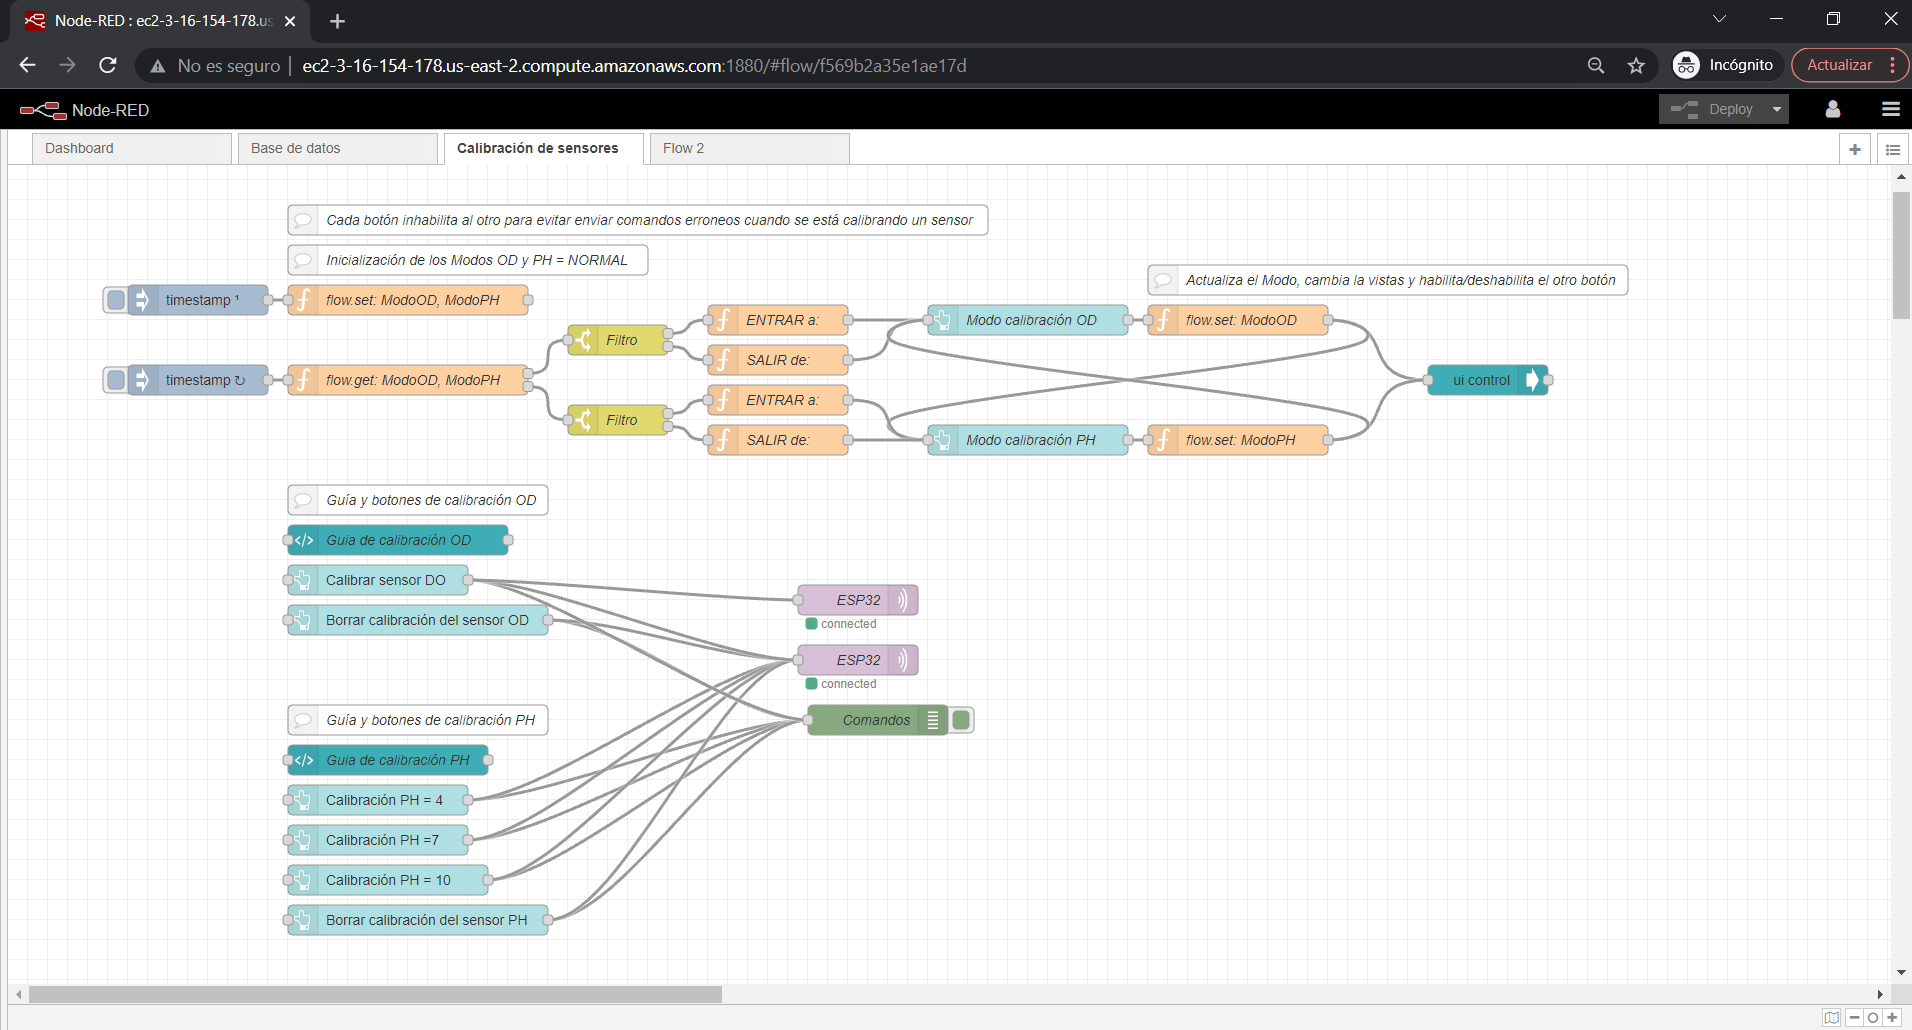 Node-RED : ec2-3-16-154-178.us
No es seguro
ec2-3-16-154-178.us-east-2.compute.amazonaws.com:1880/#flow/f569b2a35e1ae17d
Incógnito
Actualizar
Node-RED
Deploy
Dashboard
Base de datos
Calibración de sensores
Flow 2
Cada botón inhabilita al otro para evitar enviar comandos erroneos cuando se está calibrando un sensor
Inicialización de los Modos OD y PH = NORMAL
Actualiza el Modo, cambia la vistas y habilita/deshabilita el otro botón
timestamp ¹
flow.set: ModoOD, ModoPH
ENTRAR a:
Modo calibración OD
flow.set: ModoOD
Filtro
SALIR de:
timestamp ↻
flow.get: ModoOD, ModoPH
ui control
ENTRAR a:
Filtro
SALIR de:
Modo calibración PH
flow.set: ModoPH
Guía y botones de calibración OD
Guia de calibración OD
Calibrar sensor DO
ESP32
connected
Borrar calibración del sensor OD
ESP32
connected
Guía y botones de calibración PH
Comandos
Guia de calibración PH
Calibración PH = 4
Calibración PH =7
Calibración PH = 10
Borrar calibración del sensor PH